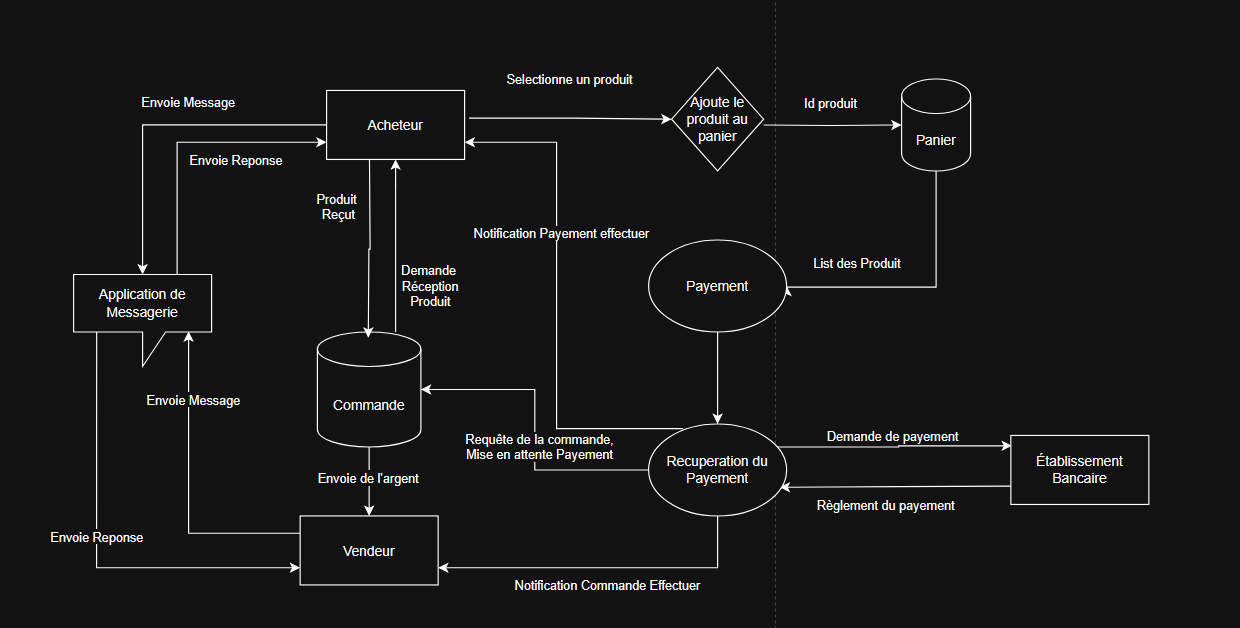 Selectionne un produit
Envoie Message
Acheteur
Ajoute le
produit au
panier
Id produit
Panier
Envoie Reponse
Produit
Reçut
Notification Payement effectuer
Demande
Réception
Produit
List des Produit
Payement
Application de
Messagerie
Envoie Message
Commande
Requête de la commande,
Mise en attente Payement
Recuperation du
Payement
Demande de payement
Établissement
Bancaire
Règlement du payement
Envoie de l'argent
Envoie Reponse
Vendeur
Notification Commande Effectuer